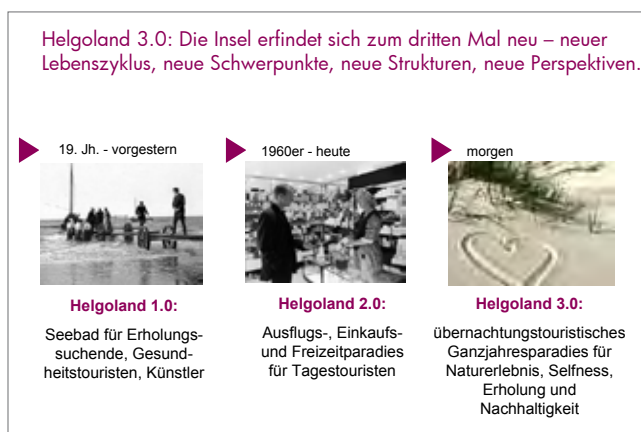 Helgoland 3.0: Die Insel erfindet sich zum dritten Mal neu – neuer
Lebenszyklus, neue Schwerpunkte, neue Strukturen, neue Perspektiven.
19. Jh. - vorgestern
1960er - heute
morgen
Helgoland 1.0:
Seebad für Erholungs-
suchende, Gesund-
heitstouristen, Künstler
Helgoland 2.0:
Ausflugs-, Einkaufs-
und Freizeitparadies
für Tagestouristen
Helgoland 3.0:
übernachtungstouristisches
Ganzjahresparadies für
Naturerlebnis, Selfness,
Erholung und
Nachhaltigkeit